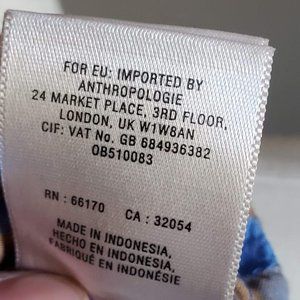 FOR EU: IMPORTED BY
ANTHROPOLOGIE
24 MARKET PLACE, 3RD FLOOR,
LONDON, UK W1W8AN
CIF: VAT No. GB 684936382
OB510083
RN : 66170 CA : 32054
MADE IN INDONESIA,
HECHO EN INDONESIA,
FABRIQUÉ EN INDONÉSIE